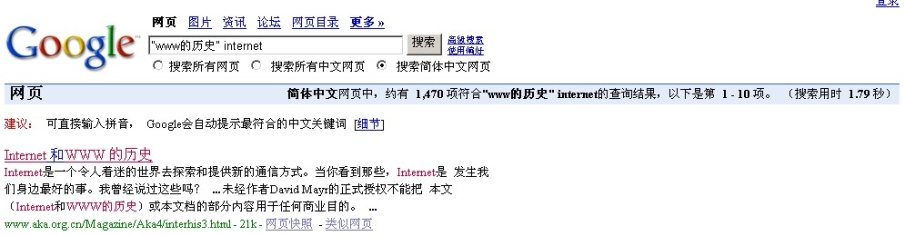 登录
网页 图片 资讯 论坛 网页目录 更多 »
Google™
"www的历史" internet 搜索 高级搜索
使用偏好
搜索所有网页 搜索所有中文网页 搜索简体中文网页
网页 简体中文网页中，约有 1,470 项符合"www的历史" internet的查询结果，以下是第 1 - 10 项。 （搜索用时 1.79 秒）
建议： 可直接输入拼音， Google会自动提示最符合的中文关键词 [细节]
Internet 和WWW 的历史
Internet是一个令人着迷的世界去探索和提供新的通信方式。当你看到那些，Internet是 发生我
们身边最好的事。我曾经说过这些吗？ ...未经作者David Mayr的正式授权不能把 本文
（Internet和WWW的历史）或本文档的部分内容用于任何商业目的。 ...
www.aka.org.cn/Magazine/Aka4/interhis3.html - 21k - 网页快照 - 类似网页